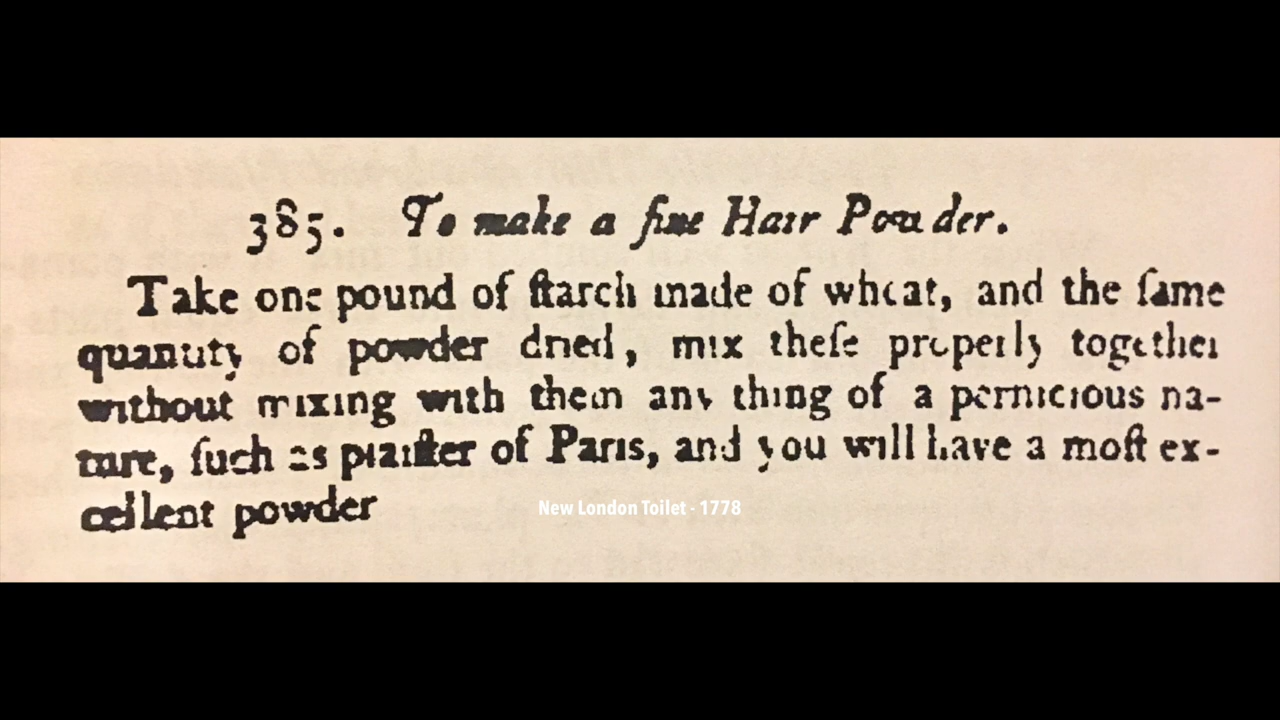 385. To make a fine Hair Powder.
Take one pound of ſtarch made of wheat, and the ſame
quantity of powder dried, mix theſe properly together
without mixing with them any thing of a pernicious na-
ture, ſuch as plaiſter of Paris, and you will have a moſt ex-
cellent powder
New London Toilet - 1778